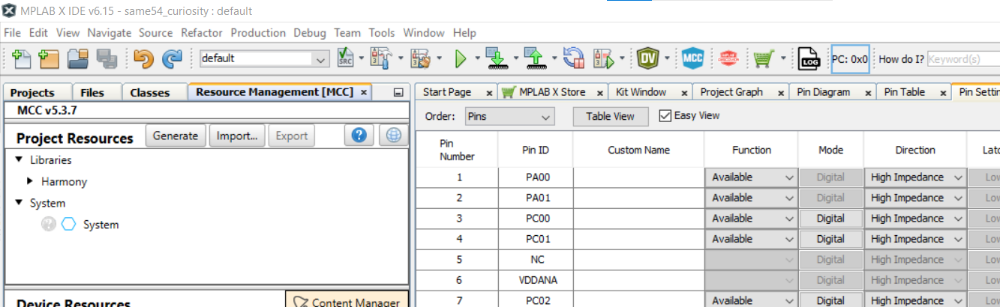 MPLAB X IDE v6.15 - same54_curiosity : default
File Edit View Navigate Source Refactor Production Debug Team Tools Window Help
default SRC DV MCC LOG PC: 0x0 How do I? Keyword(s)
Projects Files Classes Resource Management [MCC] × Start Page × MPLAB X Store × Kit Window × Project Graph × Pin Diagram × Pin Table × Pin Settin
MCC v5.3.7
Order: Pins Table View Easy View
Project Resources Generate Import... Export ?
Pin Number Pin ID Custom Name Function Mode Direction Latc
Libraries
Harmony
System
? System
1 PA00 Available Digital High Impedance Low
2 PA01 Available Digital High Impedance Low
3 PC00 Available Digital High Impedance Low
4 PC01 Available Digital High Impedance Low
5 NC Digital High Impedance Low
6 VDDANA Digital High Impedance Low
7 PC02 Available Digital High Impedance Low
Device Resources Content Manager